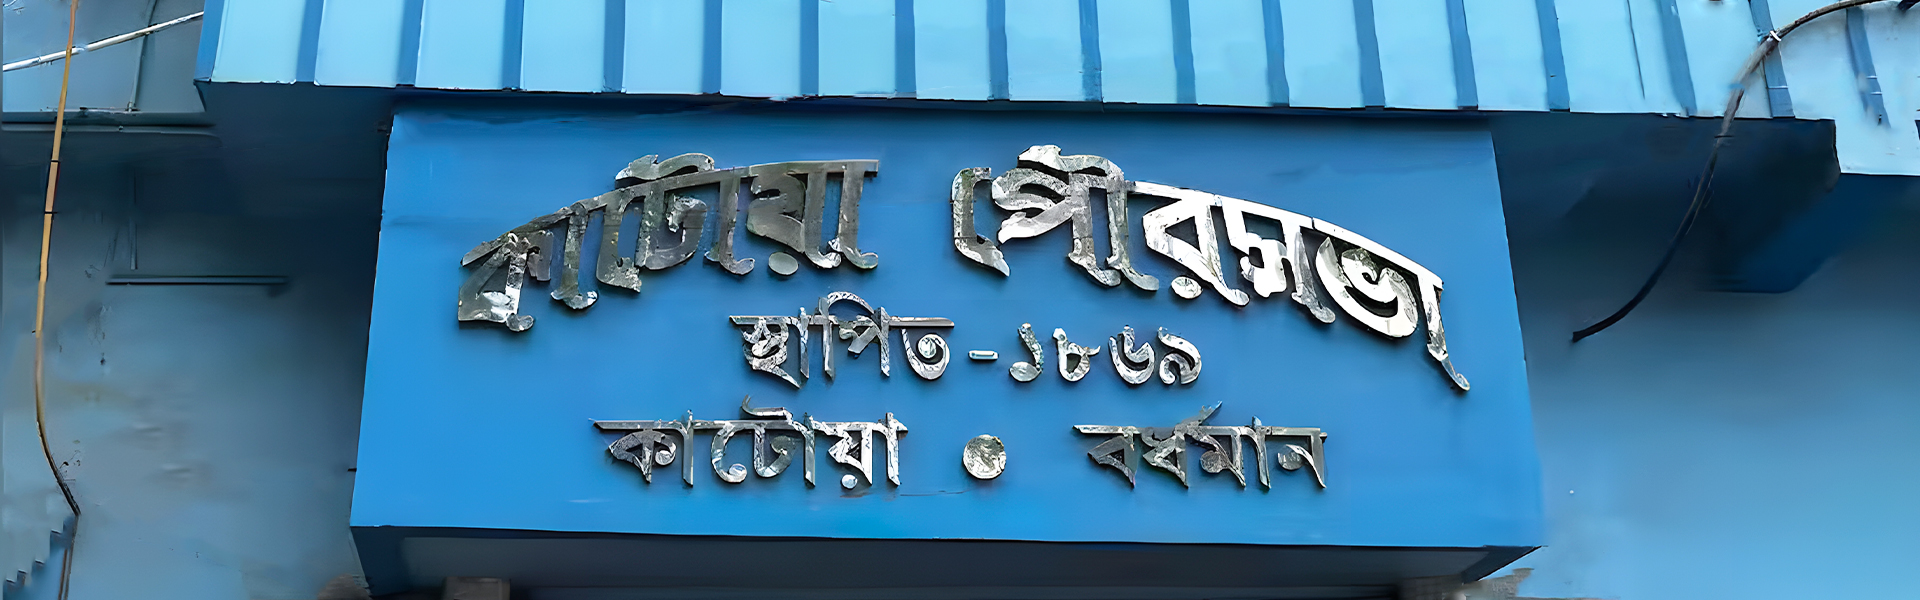 কাটোয়া পৌরসভা
স্থাপিত - ১৮৬৯
কাটোয়া • বর্ধমান